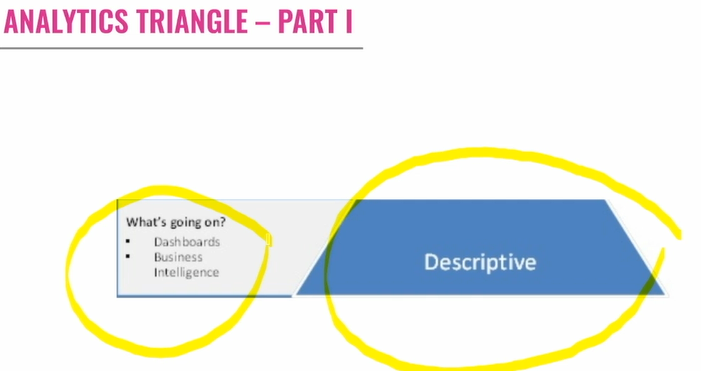 ANALYTICS TRIANGLE – PART I
What's going on?
▪ Dashboards
▪ Business
Intelligence
Descriptive